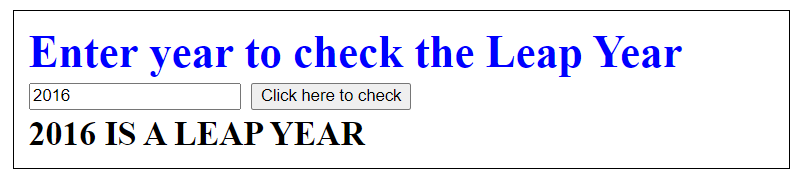 Enter year to check the Leap Year
2016 Click here to check
2016 IS A LEAP YEAR